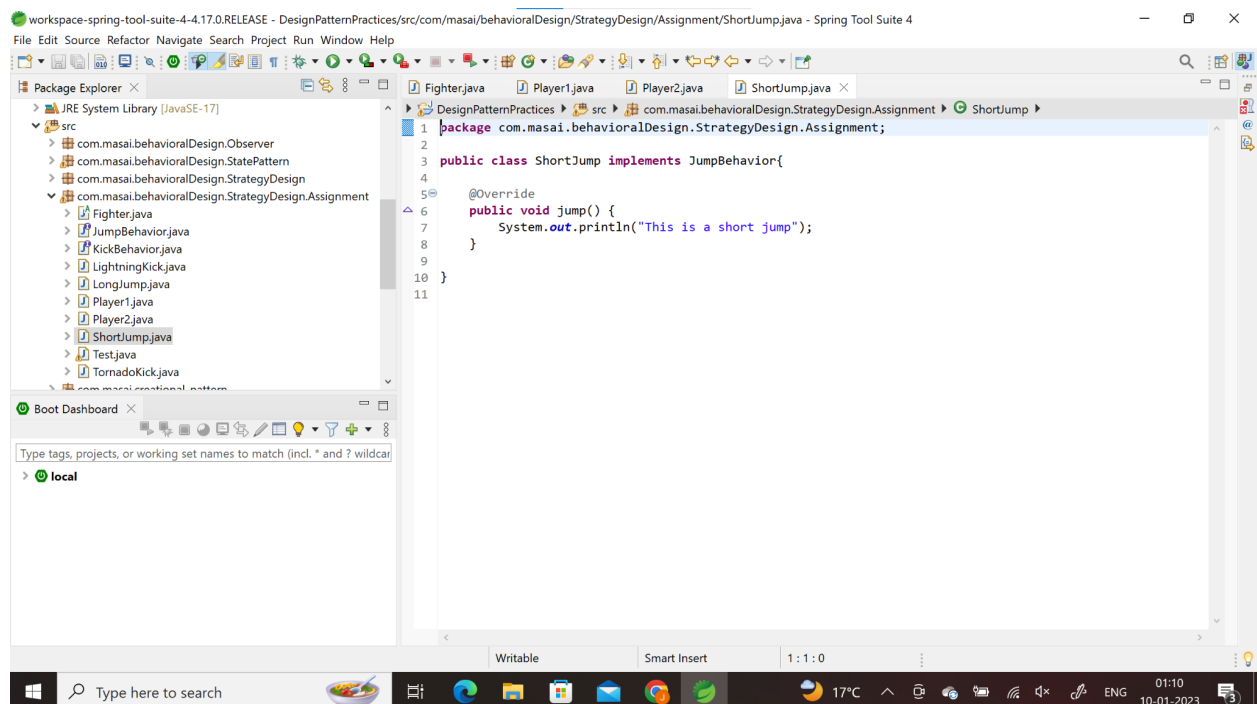 workspace-spring-tool-suite-4-4.17.0.RELEASE - DesignPatternPractices/src/com/masai/behavioralDesign/StrategyDesign/Assignment/ShortJump.java - Spring Tool Suite 4
File Edit Source Refactor Navigate Search Project Run Window Help
Package Explorer
JRE System Library [JavaSE-17]
src
com.masai.behavioralDesign.Observer
com.masai.behavioralDesign.StatePattern
com.masai.behavioralDesign.StrategyDesign
com.masai.behavioralDesign.StrategyDesign.Assignment
Fighter.java
JumpBehavior.java
KickBehavior.java
LightningKick.java
LongJump.java
Player1.java
Player2.java
ShortJump.java
Test.java
TornadoKick.java
com.masai.creational_pattern
Boot Dashboard
Type tags, projects, or working set names to match (incl. * and ? wildcar
local
Fighter.java Player1.java Player2.java ShortJump.java
DesignPatternPractices src com.masai.behavioralDesign.StrategyDesign.Assignment ShortJump
1 package com.masai.behavioralDesign.StrategyDesign.Assignment;
2
3 public class ShortJump implements JumpBehavior{
4
5 @Override
6 public void jump() {
7 System.out.println("This is a short jump");
8 }
9
10 }
11
Writable Smart Insert 1 : 1 : 0
Type here to search
17°C ENG
01:10
10-01-2023
3